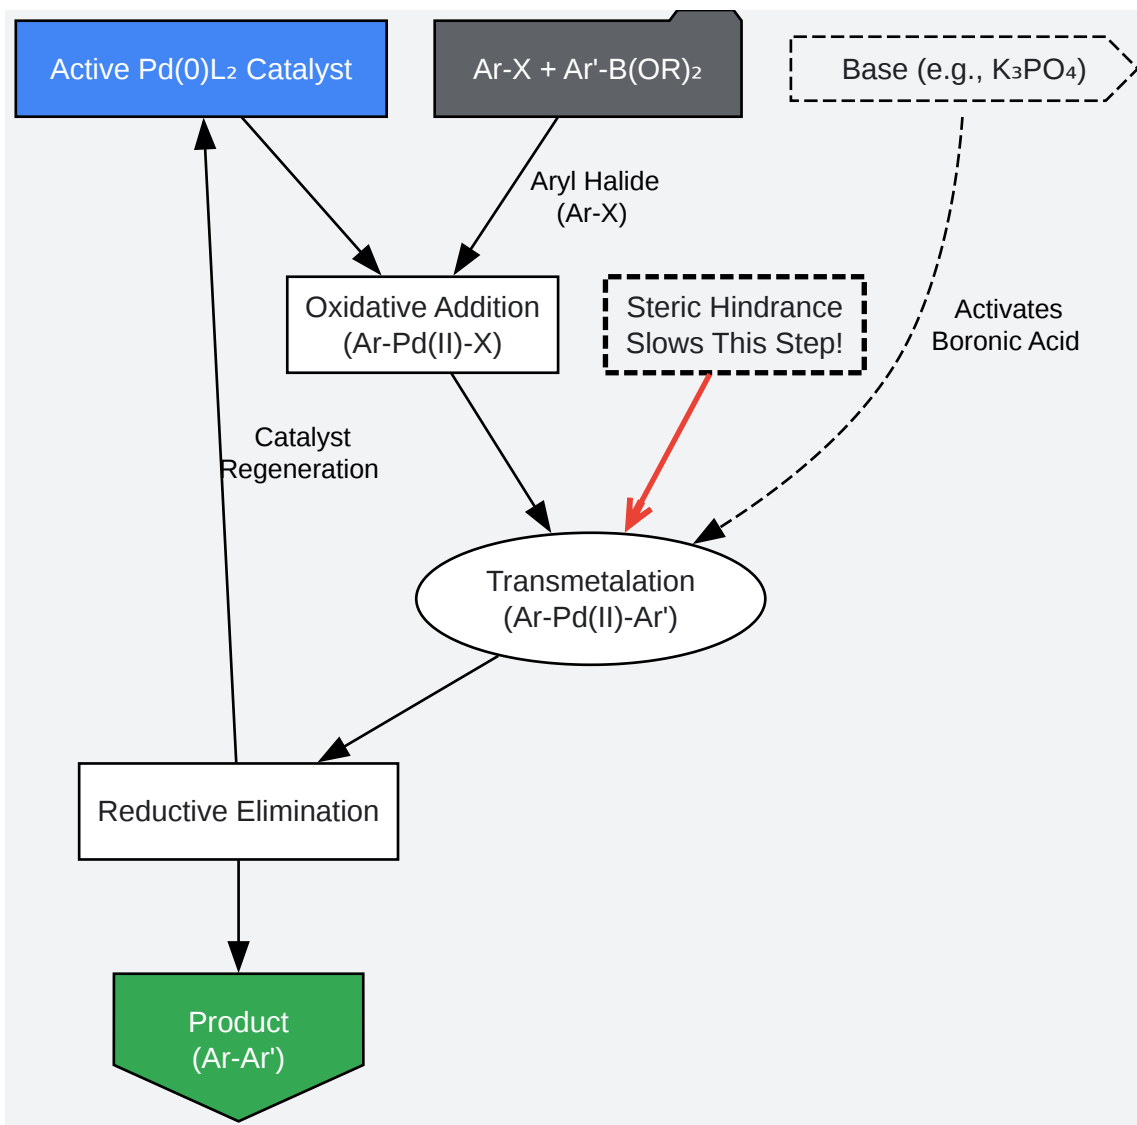 Active Pd(0)L₂ Catalyst
Ar-X + Ar'-B(OR)₂
Base (e.g., K₃PO₄)
Aryl Halide
(Ar-X)
Oxidative Addition
(Ar-Pd(II)-X)
Steric Hindrance
Slows This Step!
Activates
Boronic Acid
Catalyst
Regeneration
Transmetalation
(Ar-Pd(II)-Ar')
Reductive Elimination
Product
(Ar-Ar')